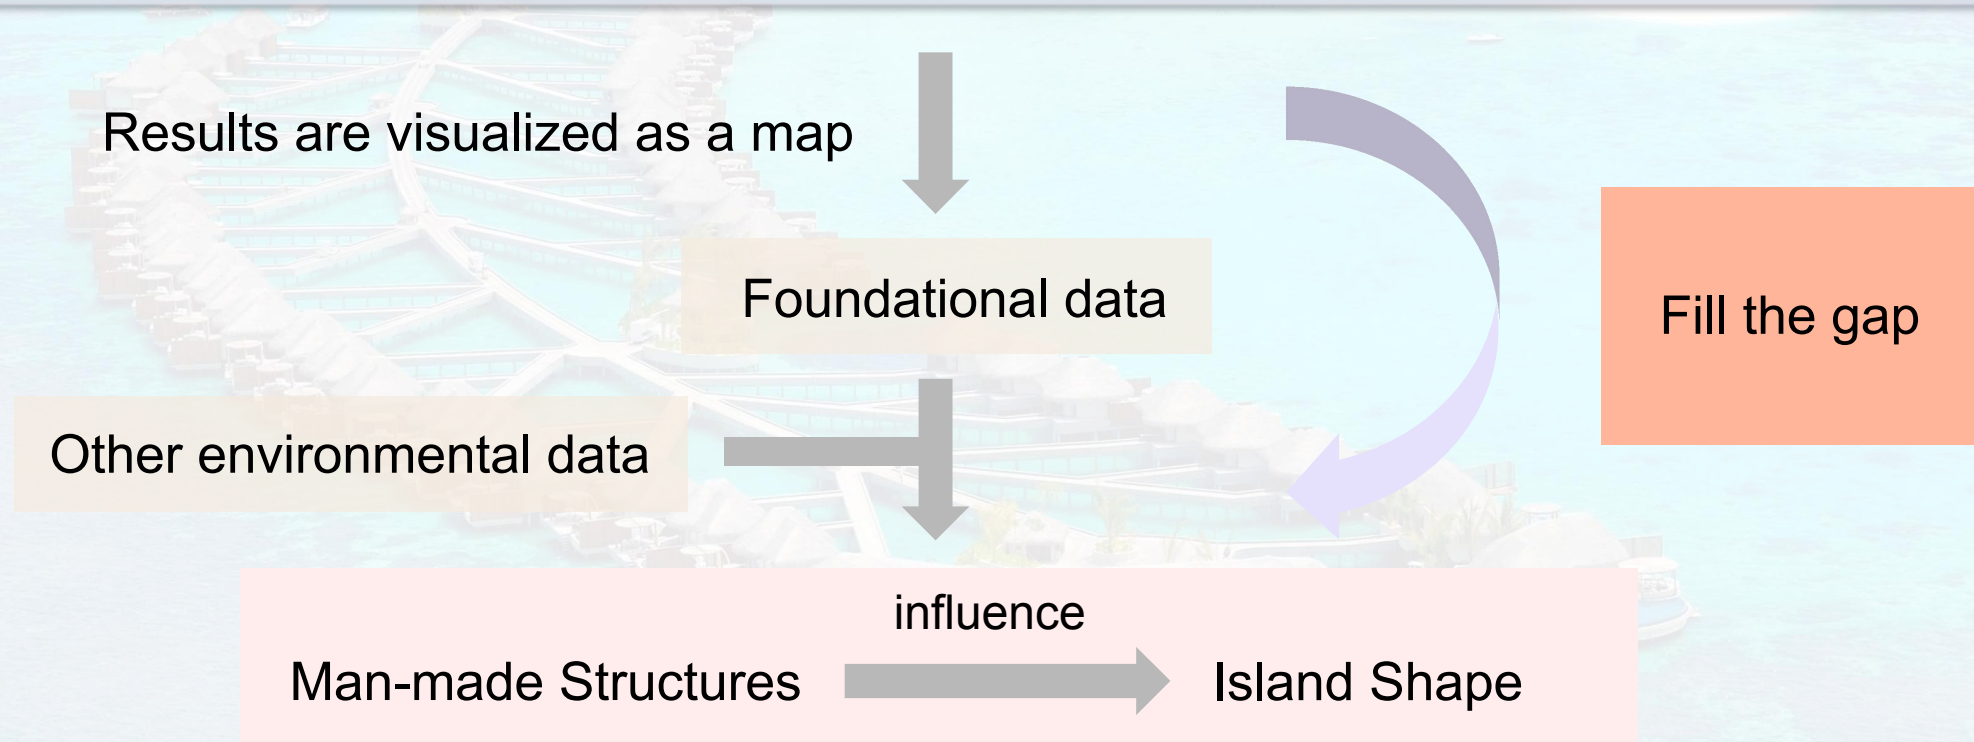 Results are visualized as a map
Foundational data
Fill the gap
Other environmental data
influence
Man-made Structures
Island Shape